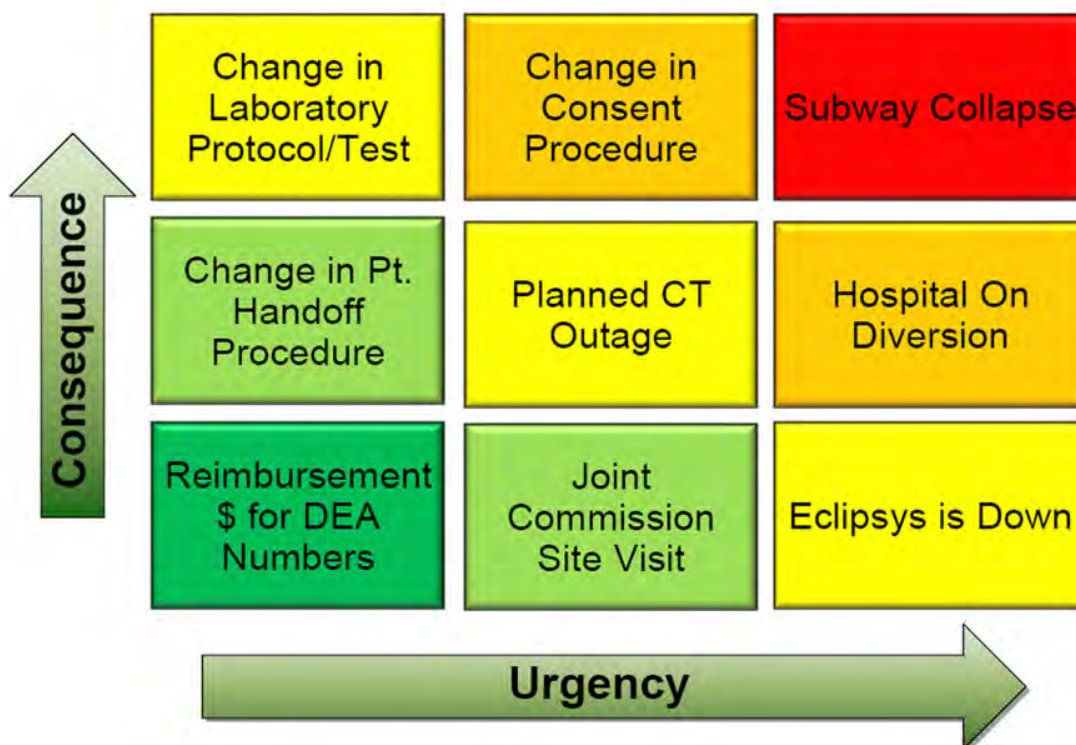 Change in
Laboratory
Protocol/Test
Change in
Consent
Procedure
Subway Collapse
Consequence
Change in Pt.
Handoff
Procedure
Planned CT
Outage
Hospital On
Diversion
Reimbursement
$ for DEA
Numbers
Joint
Commission
Site Visit
Eclipsys is Down
Urgency